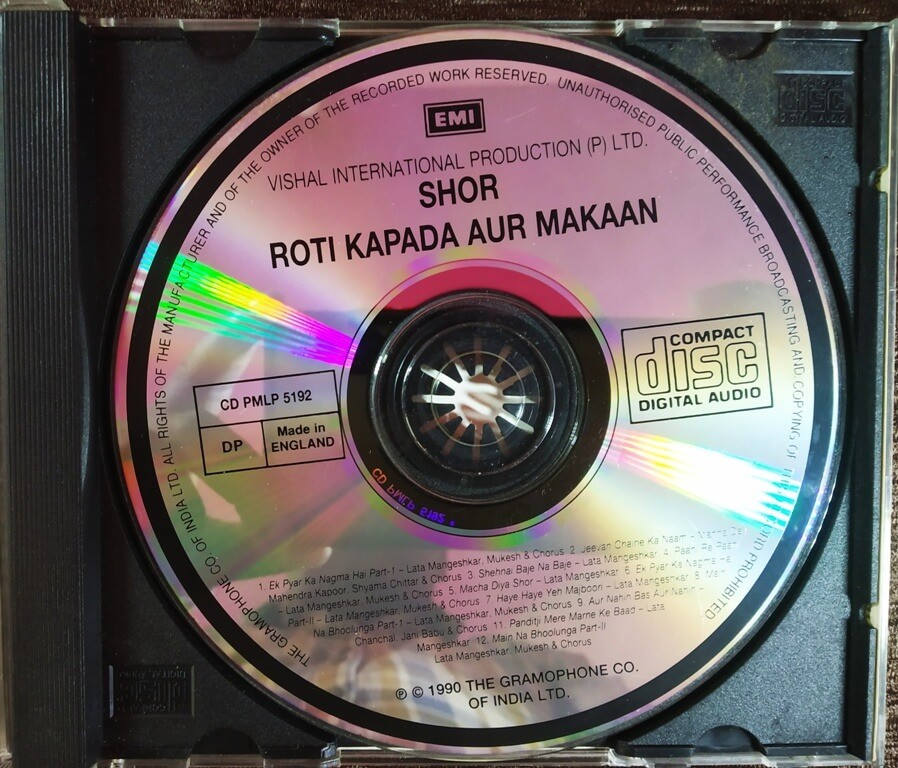 EMI
VISHAL INTERNATIONAL PRODUCTION (P) LTD.
SHOR
ROTI KAPADA AUR MAKAAN
THE GRAMOPHONE CO. OF INDIA LTD. ALL RIGHTS OF THE MANUFACTURER AND OF THE OWNER OF THE RECORDED WORK RESERVED. UNAUTHORISED PUBLIC PERFORMANCE BROADCASTING AND COPYING OF PROHIBITED
CD PMLP 5192
DP
Made in
ENGLAND
COMPACT
disc
DIGITAL AUDIO
CD PMLP 5192
1. Ek Pyar Ka Nagma Hai Part-1 – Lata Mangeshkar, Mukesh & Chorus 2. Jeevan Chalne Ka Naam –
Mahendra Kapoor, Shyama Chittar & Chorus 3. Shehnai Baje Na Baje – Lata Mangeshkar 4.
– Lata Mangeshkar, Mukesh & Chorus 5. Macha Diya Shor – Lata Mangeshkar 6. Ek Pyar Ka Nagma
Part-II – Lata Mangeshkar, Mukesh & Chorus 7. Haye Haye Yeh Majboori – Lata Mangeshkar 8. Main
Na Bhoolunga Part-1 – Lata Mangeshkar, Mukesh & Chorus 9. Aur Nahin Bas Aur Nahin –
Chanchal, Jani Babu & Chorus 11. Panditji Mere Marne Ke Baad – Lata
Mangeshkar 12. Main Na Bhoolunga Part-II
Lata Mangeshkar, Mukesh & Chorus
℗ © 1990 THE GRAMOPHONE CO.
OF INDIA LTD.
disc
DIGITAL AUDIO